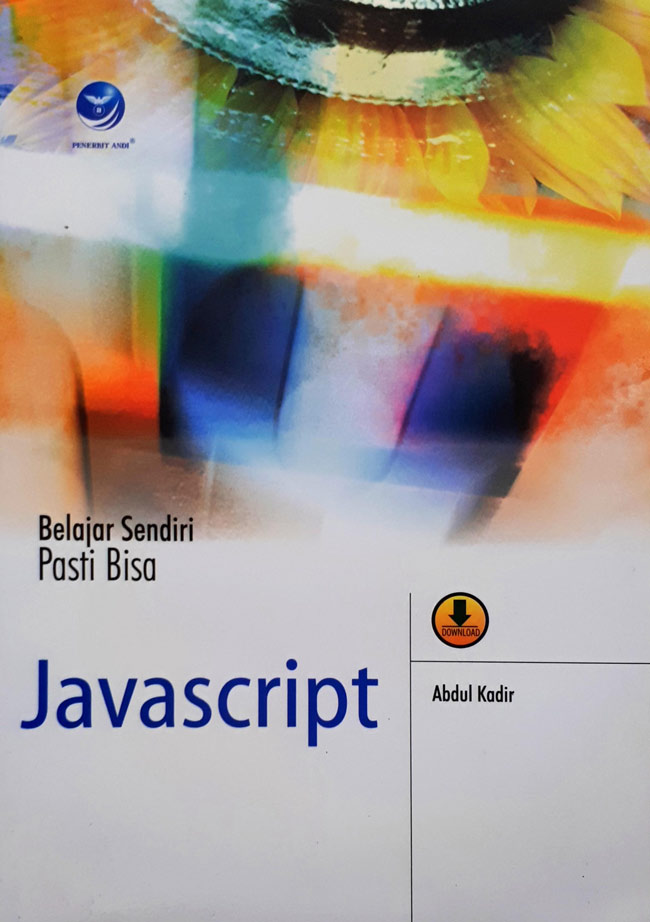 PENERBIT ANDI®
Belajar Sendiri
Pasti Bisa
Javascript
DOWNLOAD
Abdul Kadir